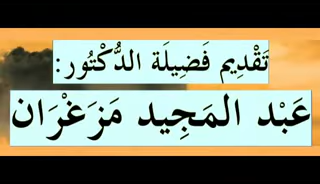 تَقْدِيم فَضِيلَة الدُّكْتُور:
عَبْد المَجِيد مَزَغْرَان